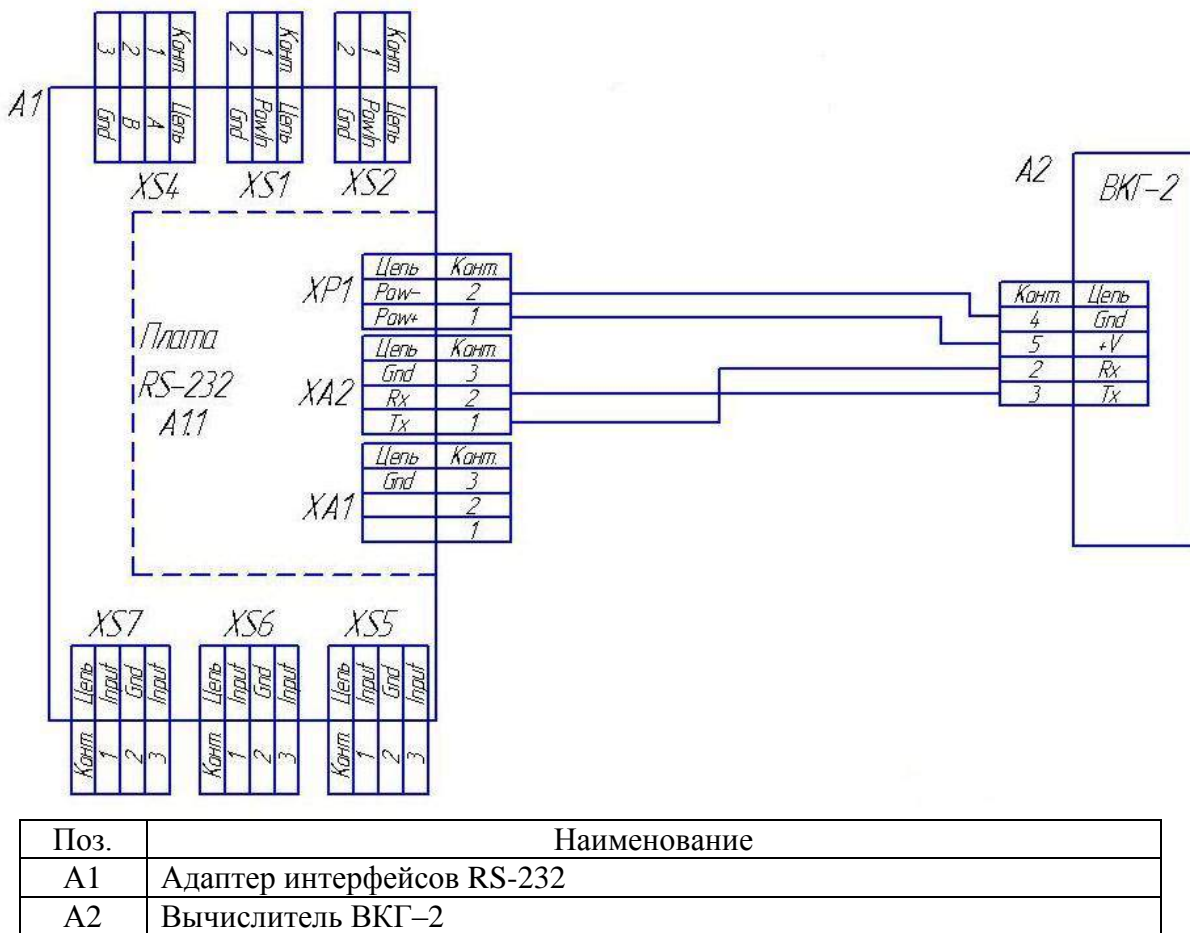 A1
Конт. 1 2 3
Цепь A B Gnd
XS4
Конт. 1 2
Цепь PowIn Gnd
XS1
Конт. 1 2
Цепь PowIn Gnd
XS2
Плата
RS-232
A1.1
XP1
Цепь Конт.
Pow- 2
Pow+ 1
XA2
Цепь Конт.
Gnd 3
Rx 2
Tx 1
XA1
Цепь Конт.
Gnd 3
2
1
A2
ВКГ-2
Конт. Цепь
4 Gnd
5 +V
2 Rx
3 Tx
XS7
Цепь Input Gnd Input
Конт. 1 2 3
XS6
Цепь Input Gnd Input
Конт. 1 2 3
XS5
Цепь Input Gnd Input
Конт. 1 2 3
Поз. Наименование
А1 Адаптер интерфейсов RS-232
А2 Вычислитель ВКГ–2